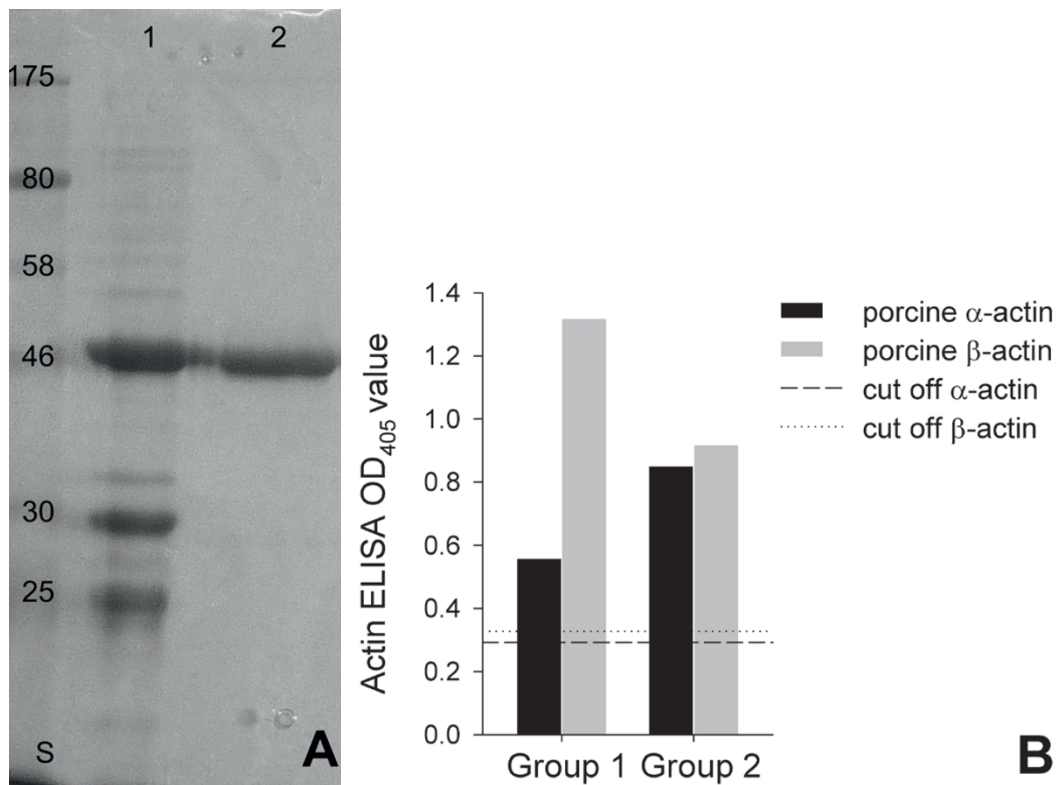 1 2
175
80
58
46
30
25
S
A
Actin ELISA OD405 value
1.4
1.2
1.0
0.8
0.6
0.4
0.2
0.0
Group 1 Group 2
porcine α-actin
porcine β-actin
cut off α-actin
cut off β-actin
B